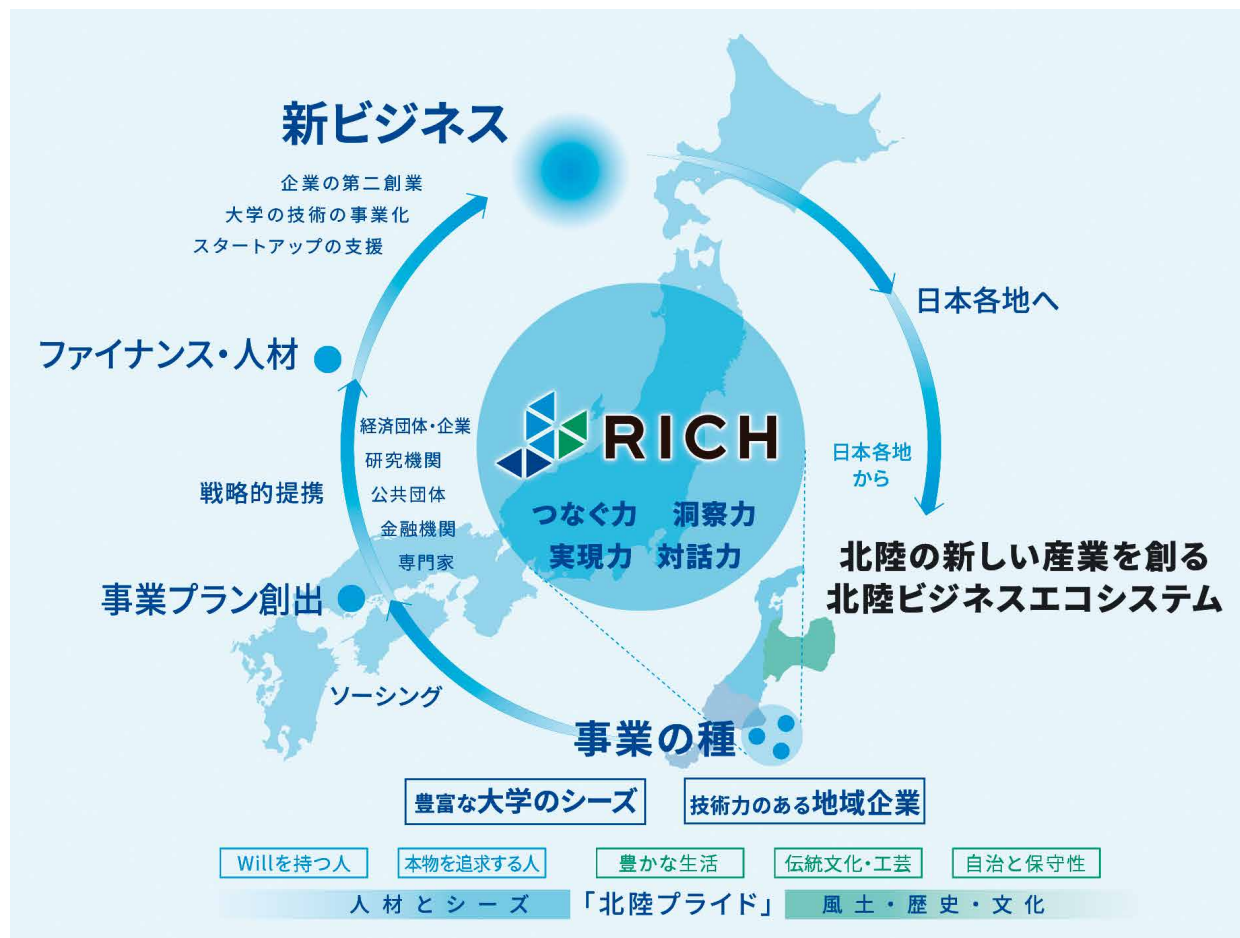 新ビジネス
企業の第二創業
大学の技術の事業化
スタートアップの支援
ファイナンス・人材
経済団体・企業
研究機関
公共団体
金融機関
専門家
戦略的提携
事業プラン創出
ソーシング
事業の種
RICH
つなぐ力 洞察力
実現力 対話力
日本各地へ
日本各地
から
北陸の新しい産業を創る
北陸ビジネスエコシステム
豊富な大学のシーズ
技術力のある地域企業
Willを持つ人
本物を追求する人
豊かな生活
伝統文化・工芸
自治と保守性
人材とシーズ
「北陸プライド」
風土・歴史・文化